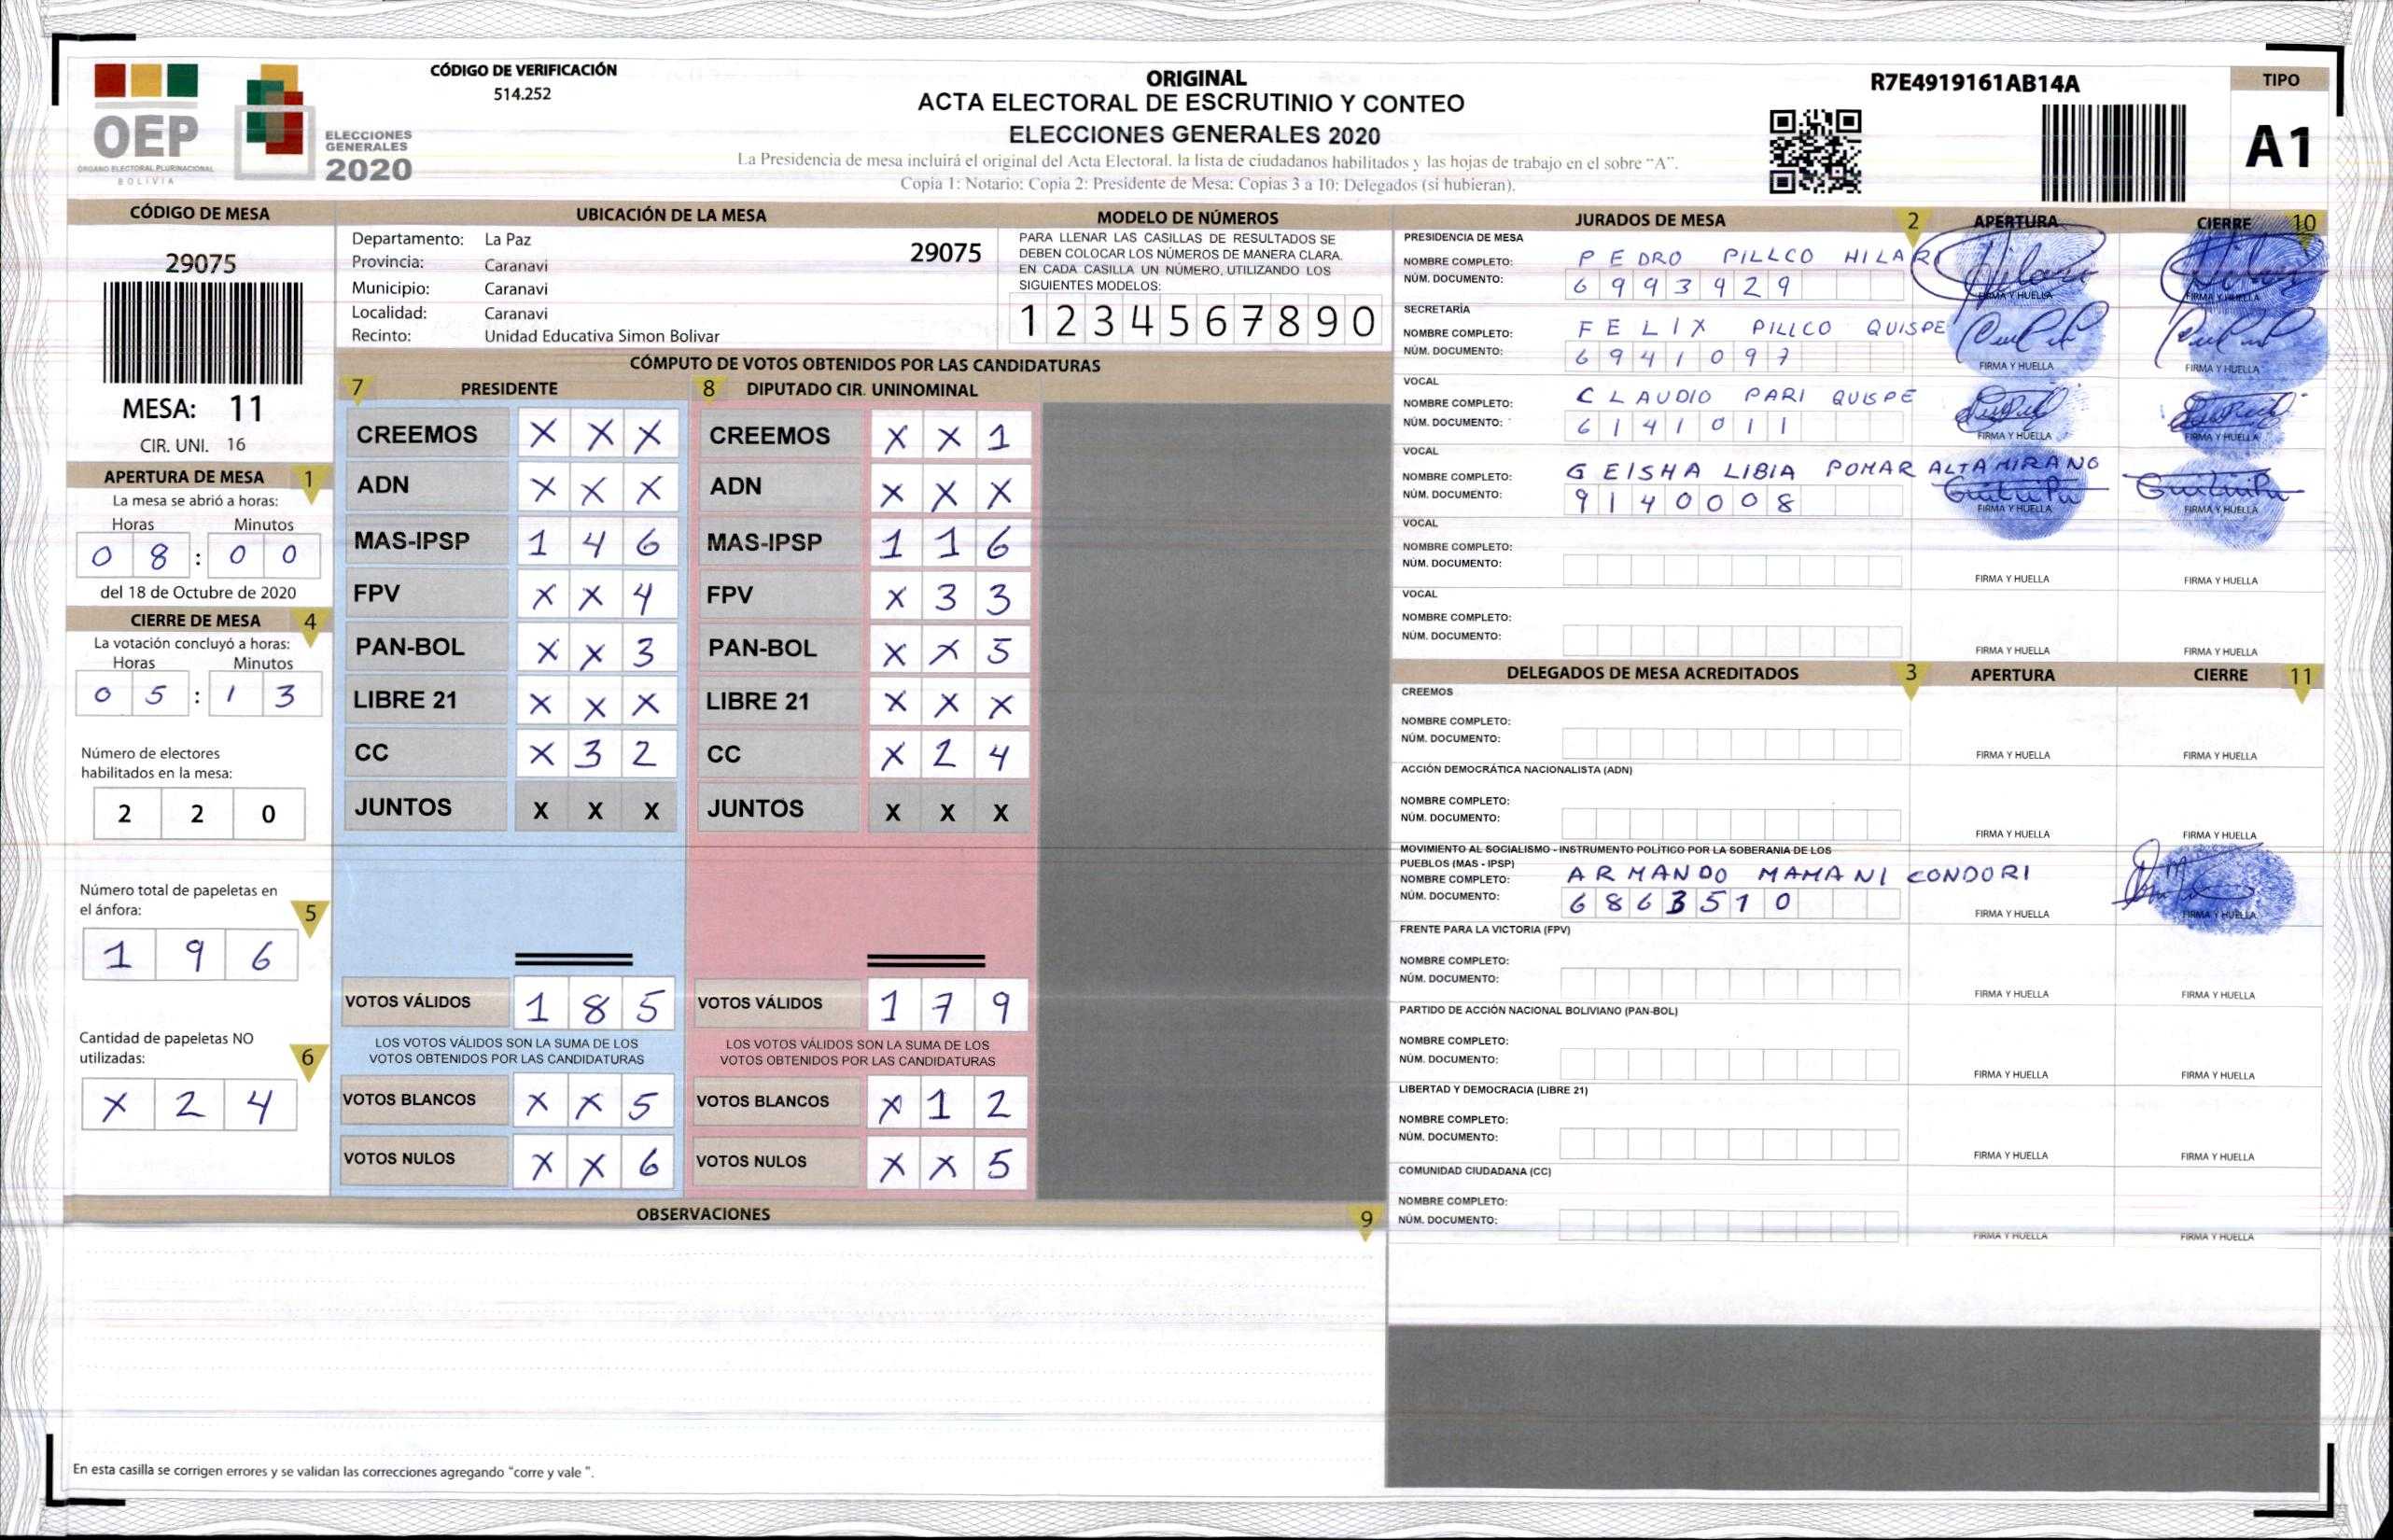 OEP
ÓRGANO ELECTORAL PLURINACIONAL
BOLIVIA
ELECCIONES
GENERALES
2020
CÓDIGO DE VERIFICACIÓN
514.252
ORIGINAL
ACTA ELECTORAL DE ESCRUTINIO Y CONTEO
ELECCIONES GENERALES 2020
La Presidencia de mesa incluirá el original del Acta Electoral, la lista de ciudadanos habilitados y las hojas de trabajo en el sobre "A".
Copia 1: Notario; Copia 2: Presidente de Mesa; Copias 3 a 10: Delegados (si hubieran).
R7E4919161AB14A
TIPO
A1
CÓDIGO DE MESA
29075
MESA: 11
CIR. UNI. 16
APERTURA DE MESA 1
La mesa se abrió a horas:
Horas Minutos
0 8 : 0 0
del 18 de Octubre de 2020
CIERRE DE MESA 4
La votación concluyó a horas:
Horas Minutos
0 5 : 1 3
Número de electores
habilitados en la mesa:
2 2 0
Número total de papeletas en
el ánfora: 5
1 9 6
Cantidad de papeletas NO
utilizadas: 6
X 2 4
UBICACIÓN DE LA MESA
Departamento: La Paz 29075
Provincia: Caranavi
Municipio: Caranavi
Localidad: Caranavi
Recinto: Unidad Educativa Simon Bolivar
MODELO DE NÚMEROS
PARA LLENAR LAS CASILLAS DE RESULTADOS SE
DEBEN COLOCAR LOS NÚMEROS DE MANERA CLARA.
EN CADA CASILLA UN NÚMERO, UTILIZANDO LOS
SIGUIENTES MODELOS:
1 2 3 4 5 6 7 8 9 0
CÓMPUTO DE VOTOS OBTENIDOS POR LAS CANDIDATURAS
7 PRESIDENTE
CREEMOS X X X
ADN X X X
MAS-IPSP 1 4 6
FPV X X 4
PAN-BOL X X 3
LIBRE 21 X X X
CC X 3 2
JUNTOS X X X
VOTOS VÁLIDOS 1 8 5
LOS VOTOS VÁLIDOS SON LA SUMA DE LOS
VOTOS OBTENIDOS POR LAS CANDIDATURAS
VOTOS BLANCOS X X 5
VOTOS NULOS X X 6
8 DIPUTADO CIR. UNINOMINAL
CREEMOS X X 1
ADN X X X
MAS-IPSP 1 1 6
FPV X 3 3
PAN-BOL X X 5
LIBRE 21 X X X
CC X 2 4
JUNTOS X X X
VOTOS VÁLIDOS 1 7 9
LOS VOTOS VÁLIDOS SON LA SUMA DE LOS
VOTOS OBTENIDOS POR LAS CANDIDATURAS
VOTOS BLANCOS X 1 2
VOTOS NULOS X X 5
OBSERVACIONES 9
En esta casilla se corrigen errores y se validan las correcciones agregando "corre y vale ".
JURADOS DE MESA 2 APERTURA CIERRE 10
PRESIDENCIA DE MESA
NOMBRE COMPLETO: PEDRO PILLCO HILARI
NÚM. DOCUMENTO: 6993929
FIRMA Y HUELLA FIRMA Y HUELLA
SECRETARÍA
NOMBRE COMPLETO: FELIX PILLCO QUISPE
NÚM. DOCUMENTO: 6941097
FIRMA Y HUELLA FIRMA Y HUELLA
VOCAL
NOMBRE COMPLETO: CLAUDIO PARI QUISPE
NÚM. DOCUMENTO: 6141011
FIRMA Y HUELLA FIRMA Y HUELLA
VOCAL
NOMBRE COMPLETO: GEISHA LIBIA POMAR ALTAMIRANO
NÚM. DOCUMENTO: 9140008
FIRMA Y HUELLA FIRMA Y HUELLA
VOCAL
NOMBRE COMPLETO:
NÚM. DOCUMENTO:
FIRMA Y HUELLA FIRMA Y HUELLA
VOCAL
NOMBRE COMPLETO:
NÚM. DOCUMENTO:
FIRMA Y HUELLA FIRMA Y HUELLA
DELEGADOS DE MESA ACREDITADOS 3 APERTURA CIERRE 11
CREEMOS
NOMBRE COMPLETO:
NÚM. DOCUMENTO:
FIRMA Y HUELLA FIRMA Y HUELLA
ACCIÓN DEMOCRÁTICA NACIONALISTA (ADN)
NOMBRE COMPLETO:
NÚM. DOCUMENTO:
FIRMA Y HUELLA FIRMA Y HUELLA
MOVIMIENTO AL SOCIALISMO - INSTRUMENTO POLÍTICO POR LA SOBERANIA DE LOS
PUEBLOS (MAS - IPSP)
NOMBRE COMPLETO: ARMANDO MAMANI CONDORI
NÚM. DOCUMENTO: 6863510
FIRMA Y HUELLA FIRMA Y HUELLA
FRENTE PARA LA VICTORIA (FPV)
NOMBRE COMPLETO:
NÚM. DOCUMENTO:
FIRMA Y HUELLA FIRMA Y HUELLA
PARTIDO DE ACCIÓN NACIONAL BOLIVIANO (PAN-BOL)
NOMBRE COMPLETO:
NÚM. DOCUMENTO:
FIRMA Y HUELLA FIRMA Y HUELLA
LIBERTAD Y DEMOCRACIA (LIBRE 21)
NOMBRE COMPLETO:
NÚM. DOCUMENTO:
FIRMA Y HUELLA FIRMA Y HUELLA
COMUNIDAD CIUDADANA (CC)
NOMBRE COMPLETO:
NÚM. DOCUMENTO:
FIRMA Y HUELLA FIRMA Y HUELLA